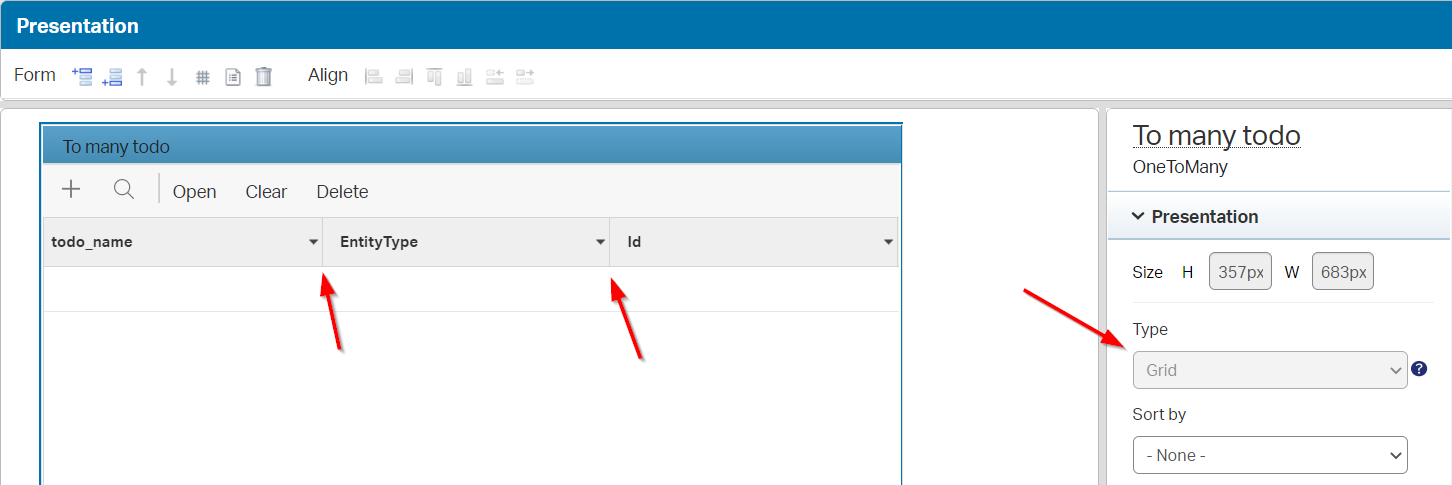 Presentation
Form Align
To many todo
Open Clear Delete
todo_name EntityType Id
To many todo
OneToMany
Presentation
Size H 357px W 683px
Type
Grid ?
Sort by
- None -